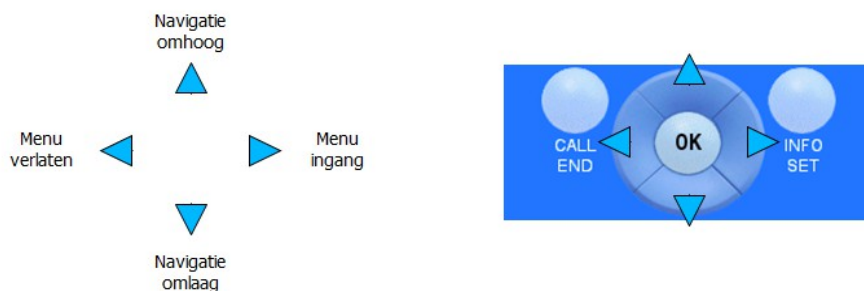 Navigatie
omhoog
Menu
verlaten
Menu
ingang
Navigatie
omlaag
CALL
END
OK
INFO
SET